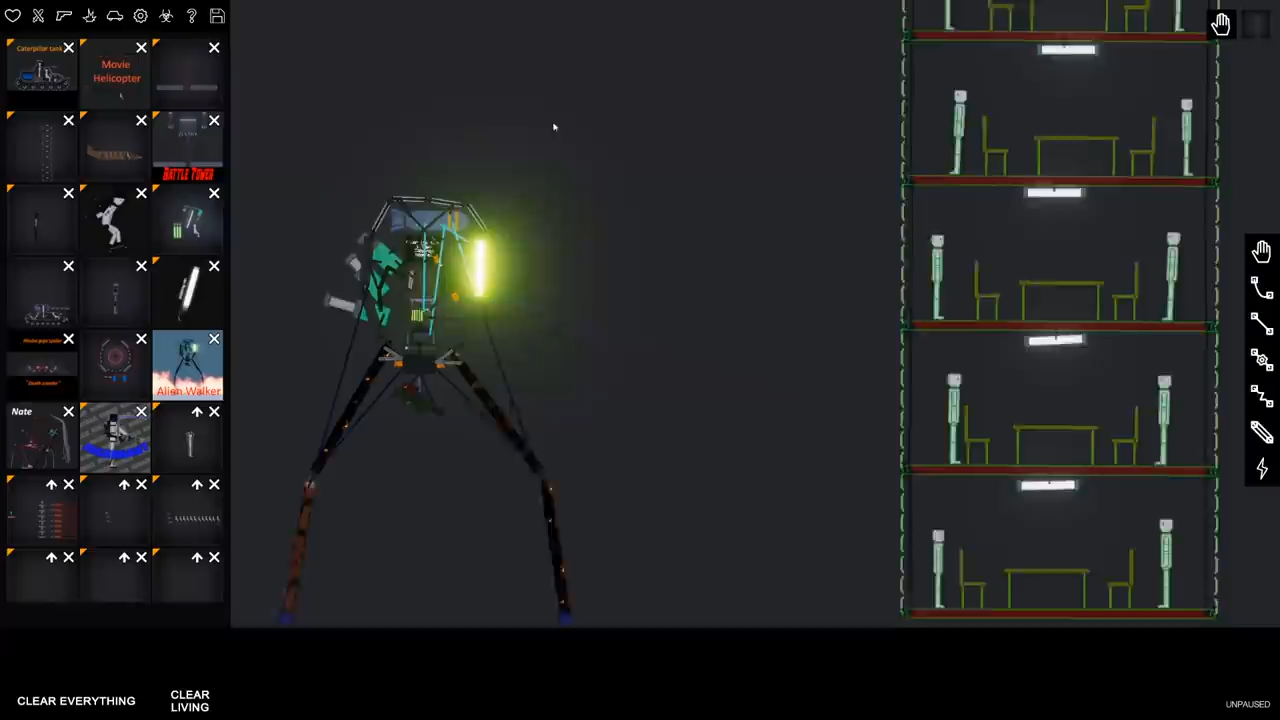 Caterpillar tank
Movie
Helicopter
BATTLE TOWER
Alien Walker
Nate
CLEAR EVERYTHING
CLEAR
LIVING
UNPAUSED